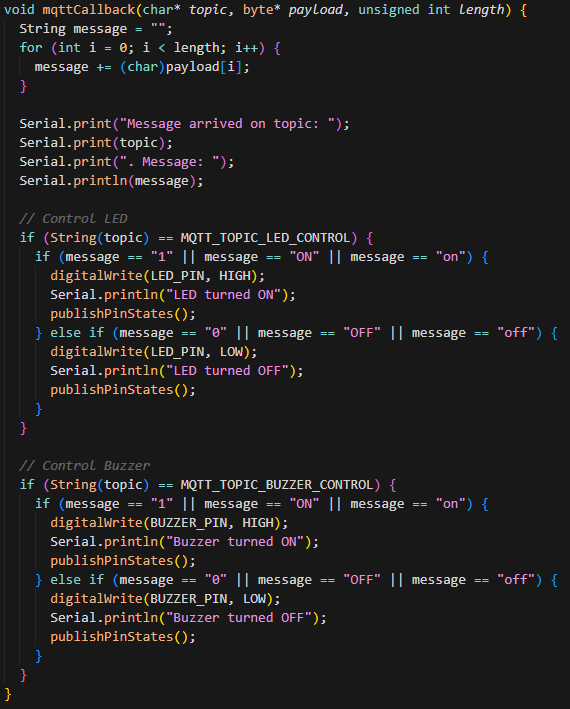 void mqttCallback(char* topic, byte* payload, unsigned int length) {
  String message = "";
  for (int i = 0; i < length; i++) {
    message += (char)payload[i];
  }

  Serial.print("Message arrived on topic: ");
  Serial.print(topic);
  Serial.print(". Message: ");
  Serial.println(message);

  // Control LED
  if (String(topic) == MQTT_TOPIC_LED_CONTROL) {
    if (message == "1" || message == "ON" || message == "on") {
      digitalWrite(LED_PIN, HIGH);
      Serial.println("LED turned ON");
      publishPinStates();
    } else if (message == "0" || message == "OFF" || message == "off") {
      digitalWrite(LED_PIN, LOW);
      Serial.println("LED turned OFF");
      publishPinStates();
    }
  }

  // Control Buzzer
  if (String(topic) == MQTT_TOPIC_BUZZER_CONTROL) {
    if (message == "1" || message == "ON" || message == "on") {
      digitalWrite(BUZZER_PIN, HIGH);
      Serial.println("Buzzer turned ON");
      publishPinStates();
    } else if (message == "0" || message == "OFF" || message == "off") {
      digitalWrite(BUZZER_PIN, LOW);
      Serial.println("Buzzer turned OFF");
      publishPinStates();
    }
  }
}